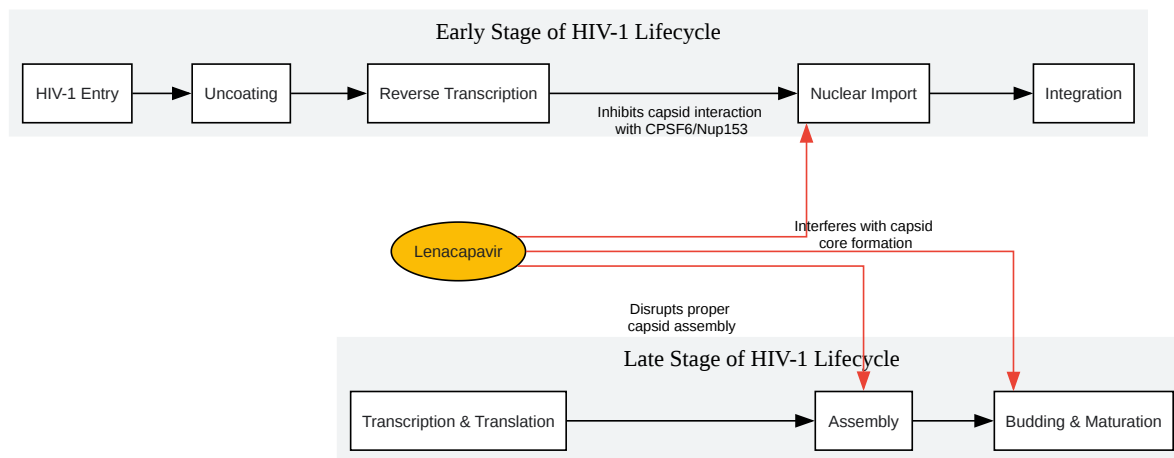 Early Stage of HIV-1 Lifecycle
HIV-1 Entry
Uncoating
Reverse Transcription
Nuclear Import
Integration
Inhibits capsid interaction
with CPSF6/Nup153
Lenacapavir
Interferes with capsid
core formation
Disrupts proper
capsid assembly
Late Stage of HIV-1 Lifecycle
Transcription & Translation
Assembly
Budding & Maturation